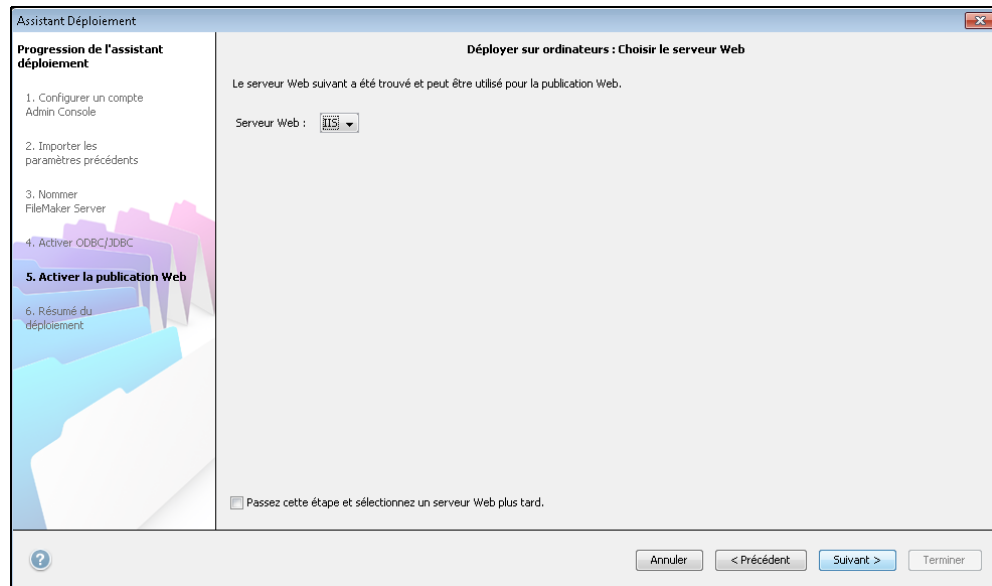 Assistant Déploiement
Progression de l'assistant
déploiement
1. Configurer un compte
Admin Console
2. Importer les
paramètres précédents
3. Nommer
FileMaker Server
4. Activer ODBC/JDBC
5. Activer la publication Web
6. Résumé du
déploiement
Déployer sur ordinateurs : Choisir le serveur Web
Le serveur Web suivant a été trouvé et peut être utilisé pour la publication Web.
Serveur Web : IIS
Passez cette étape et sélectionnez un serveur Web plus tard.
? Annuler < Précédent Suivant > Terminer